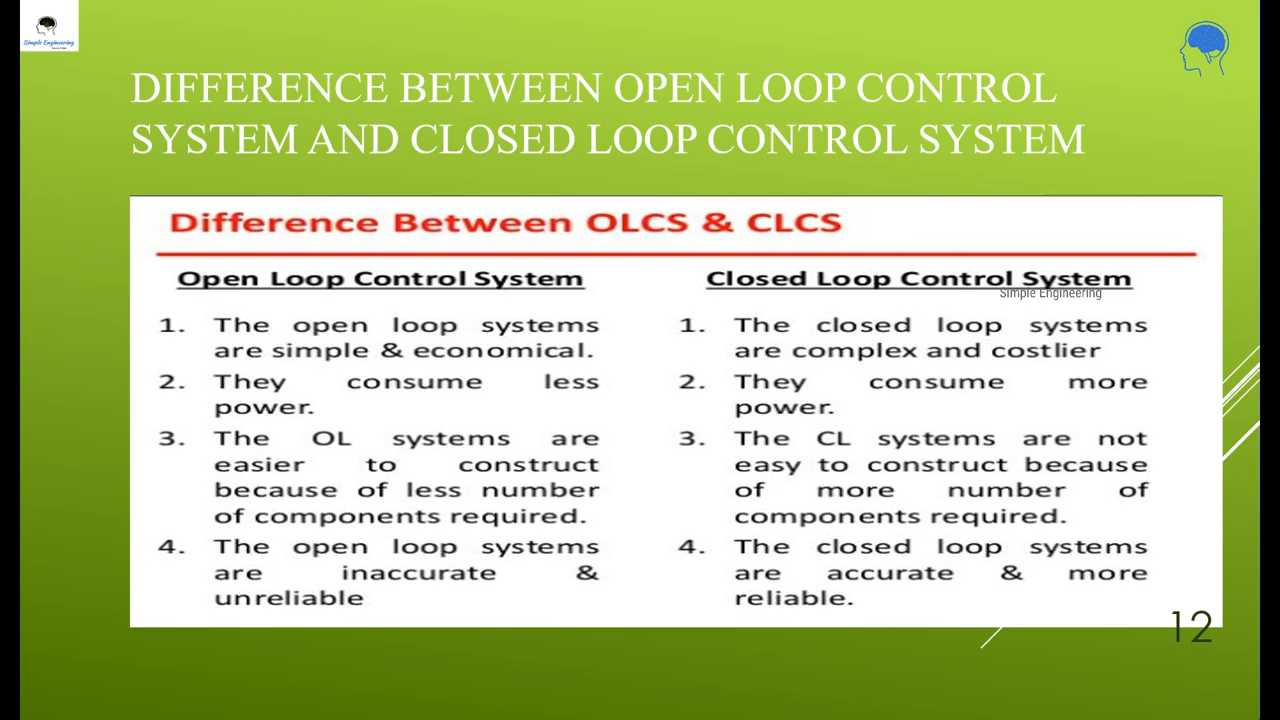 Simple Engineering
DIFFERENCE BETWEEN OPEN LOOP CONTROL
SYSTEM AND CLOSED LOOP CONTROL SYSTEM
Difference Between OLCS & CLCS
Open Loop Control System
1. The open loop systems
are simple & economical.
2. They consume less
power.
3. The OL systems are
easier to construct
because of less number
of components required.
4. The open loop systems
are inaccurate &
unreliable
Closed Loop Control System
Simple Engineering
1. The closed loop systems
are complex and costlier
2. They consume more
power.
3. The CL systems are not
easy to construct because
of more number of
components required.
4. The closed loop systems
are accurate & more
reliable.
12